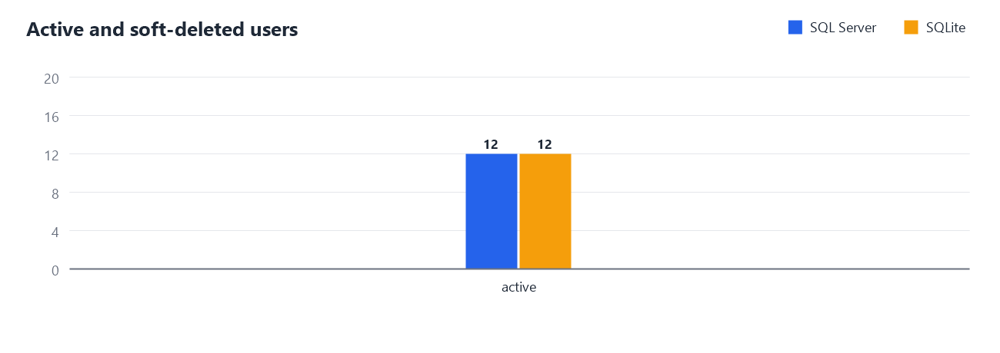 Active and soft-deleted users
SQL Server
SQLite
20
16
12
8
4
0
12
12
active